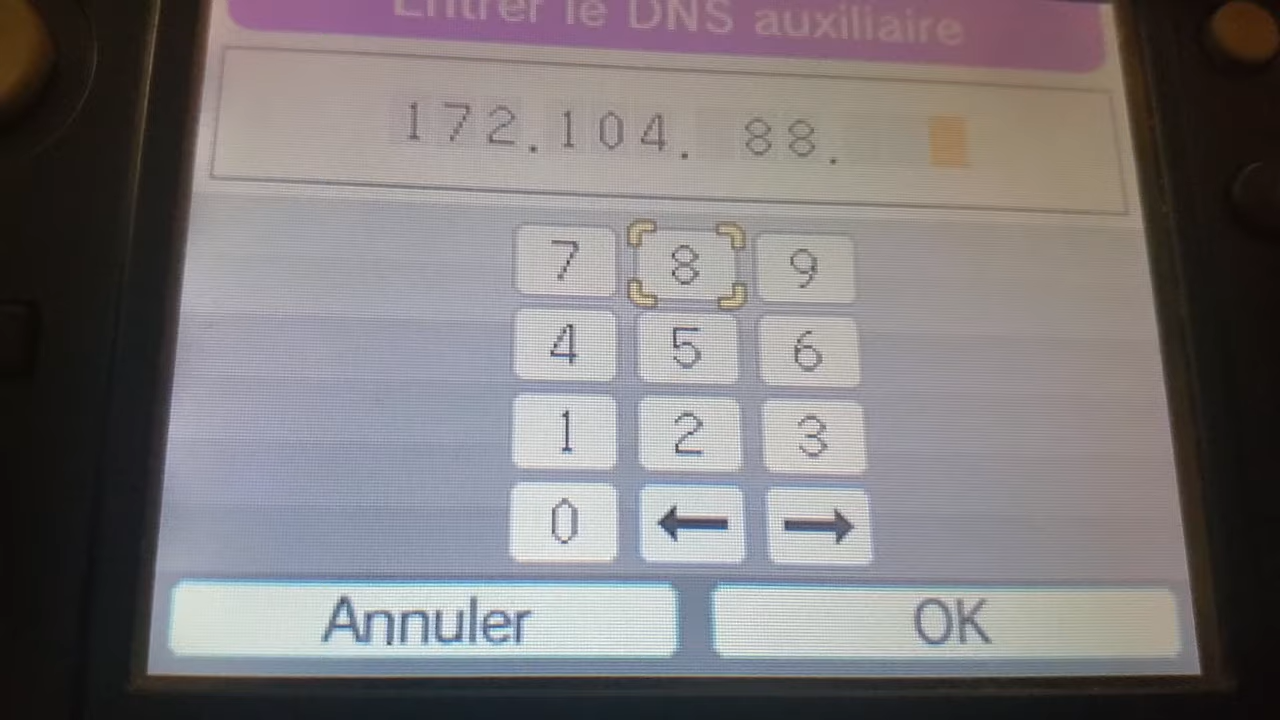 Entrer le DNS auxiliaire
172.104. 88.
7 8 9
4 5 6
1 2 3
0 ← →
Annuler OK